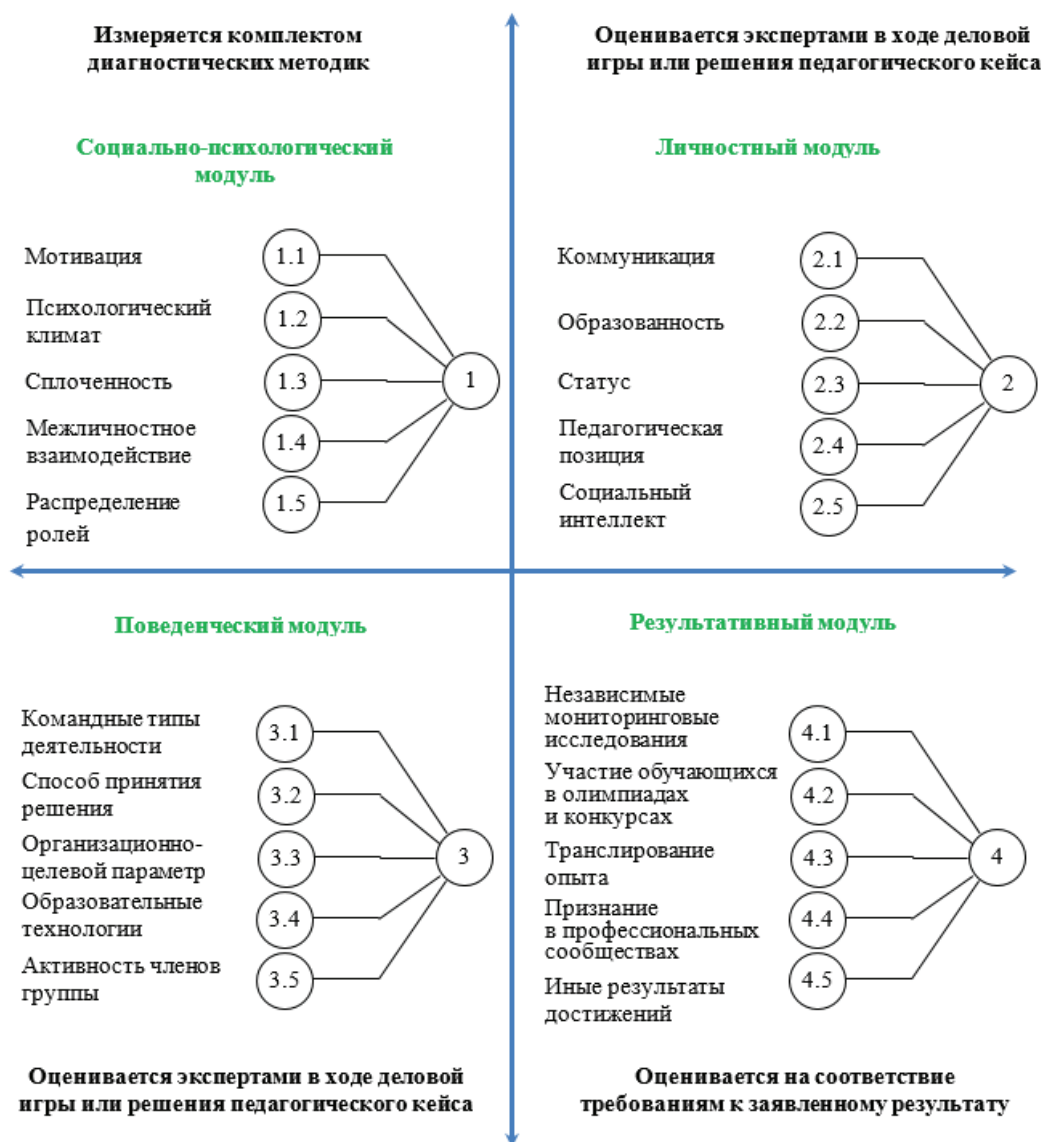 Измеряется комплектом
диагностических методик
Социально-психологический
модуль
Мотивация
1.1
Психологический
климат
1.2
Сплоченность
1.3
1
Межличностное
взаимодействие
1.4
Распределение
ролей
1.5
Оценивается экспертами в ходе деловой
игры или решения педагогического кейса
Личностный модуль
Коммуникация
2.1
Образованность
2.2
Статус
2.3
2
Педагогическая
позиция
2.4
Социальный
интеллект
2.5
Поведенческий модуль
Командные типы
деятельности
3.1
Способ принятия
решения
3.2
Организационно-
целевой параметр
3.3
3
Образовательные
технологии
3.4
Активность членов
группы
3.5
Оценивается экспертами в ходе деловой
игры или решения педагогического кейса
Результативный модуль
Независимые
мониторинговые
исследования
4.1
Участие обучающихся
в олимпиадах
и конкурсах
4.2
Транслирование
опыта
4.3
4
Признание
в профессиональных
сообществах
4.4
Иные результаты
достижений
4.5
Оценивается на соответствие
требованиям к заявленному результату